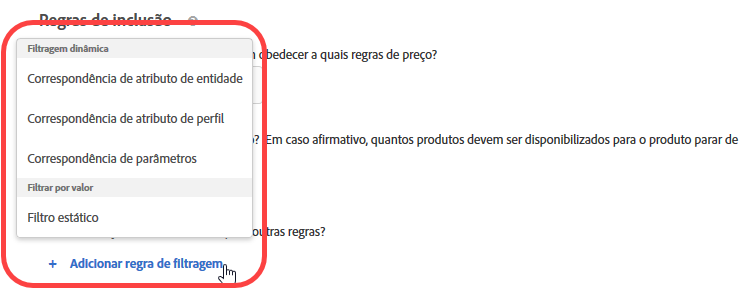 Regras de inclusão
Filtragem dinâmica
obedecer a quais regras de preço?
Correspondência de atributo de entidade
Correspondência de atributo de perfil
? Em caso afirmativo, quantos produtos devem ser disponibilizados para o produto parar de
Correspondência de parâmetros
Filtrar por valor
Filtro estático
outras regras?
+ Adicionar regra de filtragem